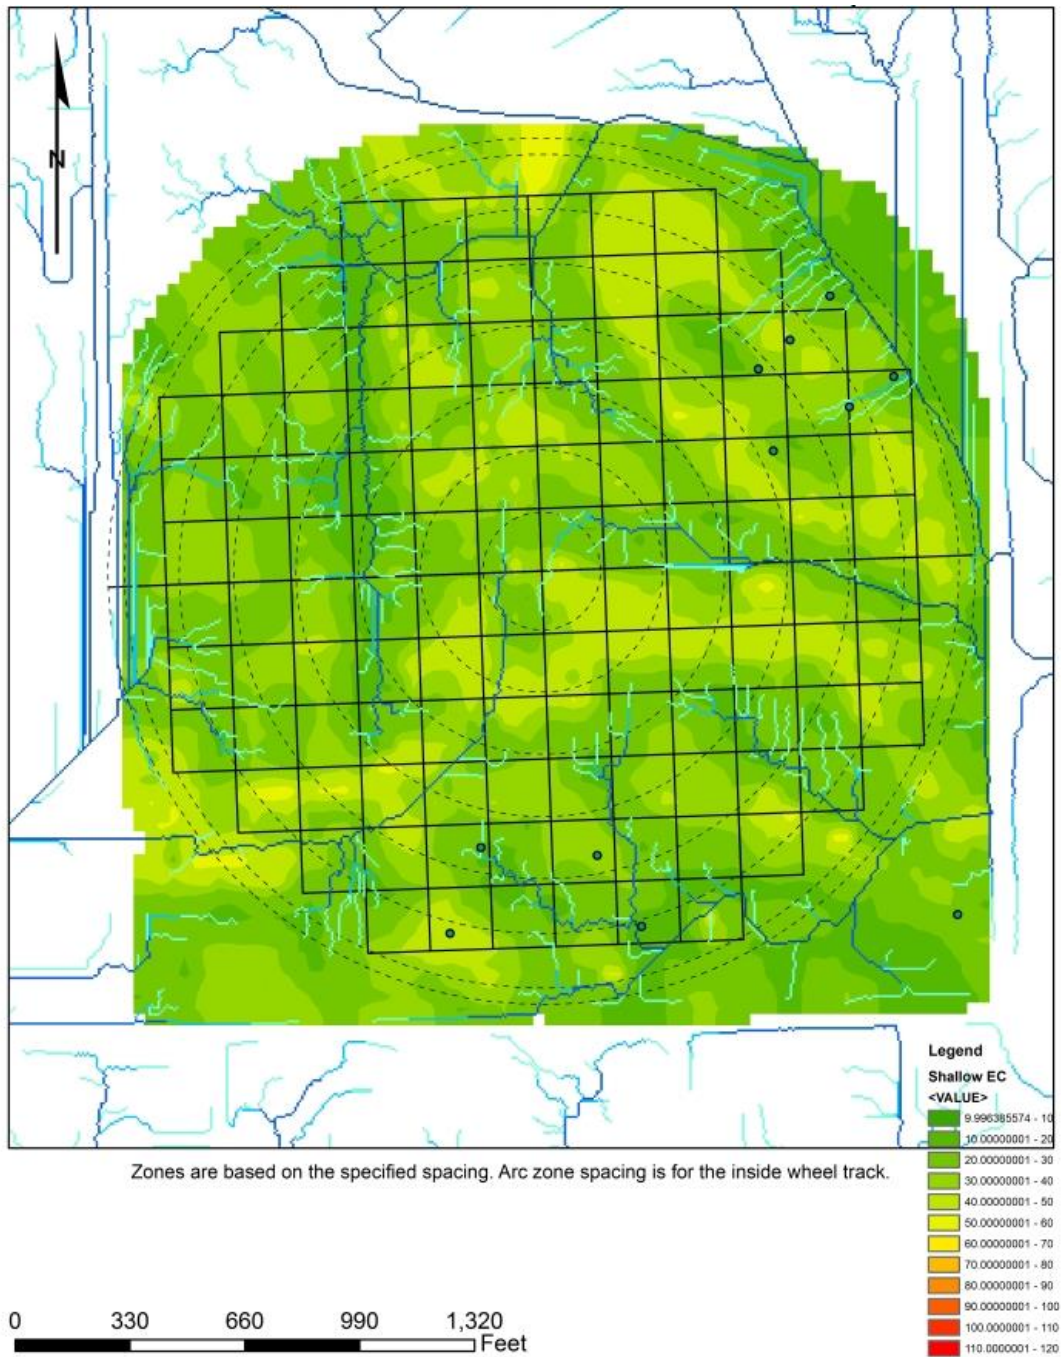 N
Legend
Shallow EC
<VALUE>
9.996385574 - 10
10.00000001 - 20
20.00000001 - 30
30.00000001 - 40
40.00000001 - 50
50.00000001 - 60
60.00000001 - 70
70.00000001 - 80
80.00000001 - 90
90.00000001 - 100
100.0000001 - 110
110.0000001 - 120
Zones are based on the specified spacing. Arc zone spacing is for the inside wheel track.
0 330 660 990 1,320
Feet